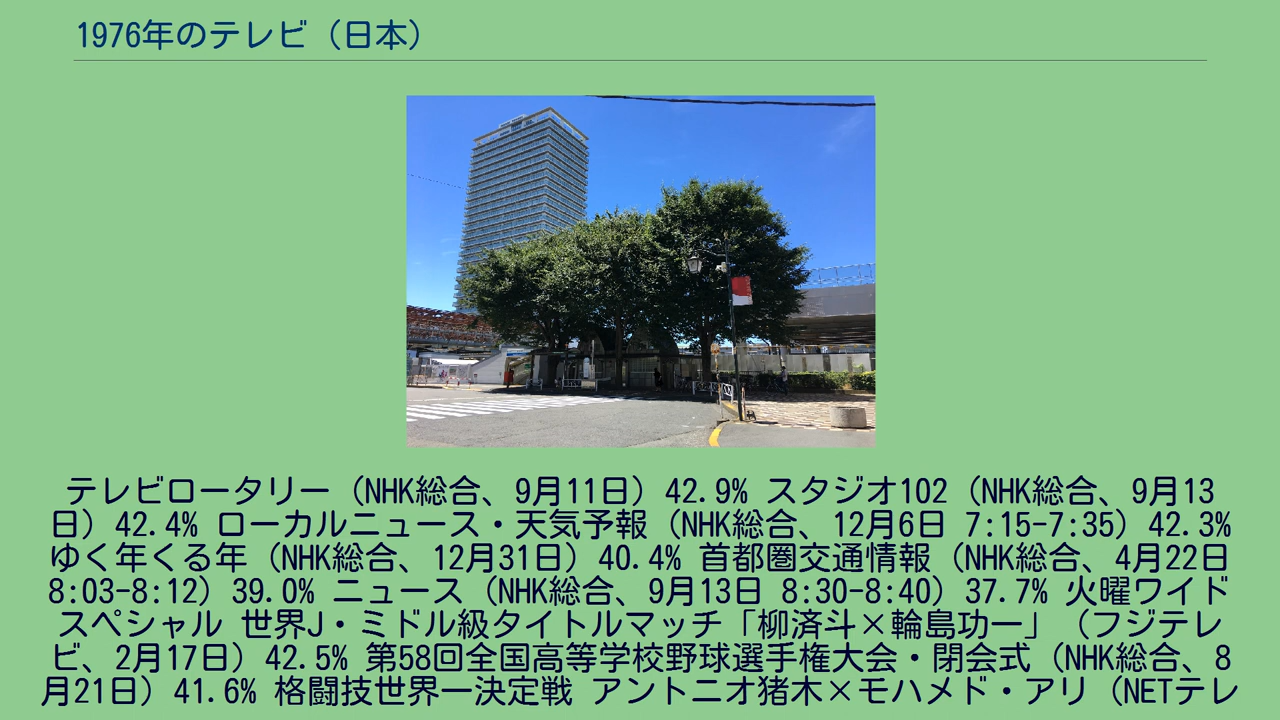 1976年のテレビ（日本）
テレビロータリー（NHK総合、9月11日）42.9% スタジオ102（NHK総合、9月13
日）42.4% ローカルニュース・天気予報（NHK総合、12月6日 7:15-7:35）42.3%
ゆく年くる年（NHK総合、12月31日）40.4% 首都圏交通情報（NHK総合、4月22日
8:03-8:12）39.0% ニュース（NHK総合、9月13日 8:30-8:40）37.7% 火曜ワイド
スペシャル 世界J・ミドル級タイトルマッチ「柳済斗×輪島功一」（フジテレ
ビ、2月17日）42.5% 第58回全国高等学校野球選手権大会・閉会式（NHK総合、8
月21日）41.6% 格闘技世界一決定戦 アントニオ猪木×モハメド・アリ（NETテレ